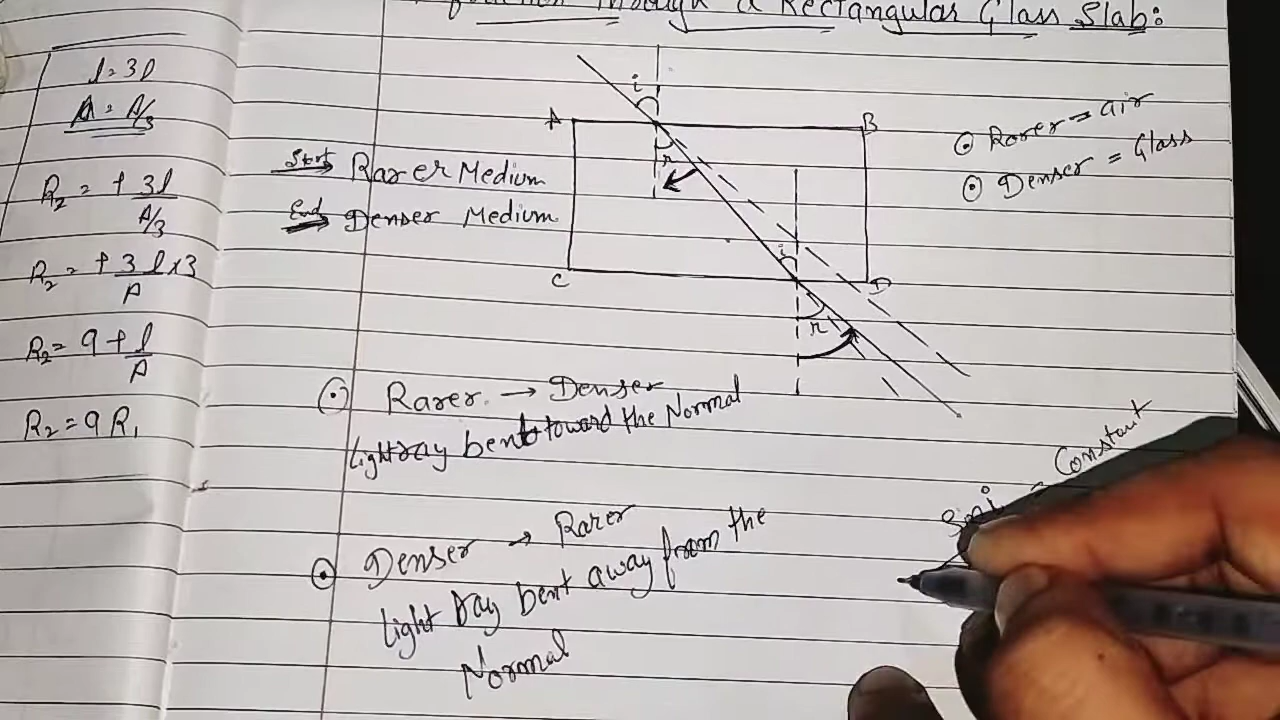 Through a Rectangular Glass Slab:
l = 3l
A = A/3
R2 = ρ 3l
A/3
R2 = ρ 3 l x 3
A
R2 = 9 ρ l
A
R2 = 9 R1
Start Rarer Medium
End Denser Medium
A
B
C
D
i
r
i
r
Rarer = air
Denser = Glass
Rarer → Denser
light ray bent toward the Normal
Denser → Rarer
light ray bent away from the
Normal
Sin i = Constant